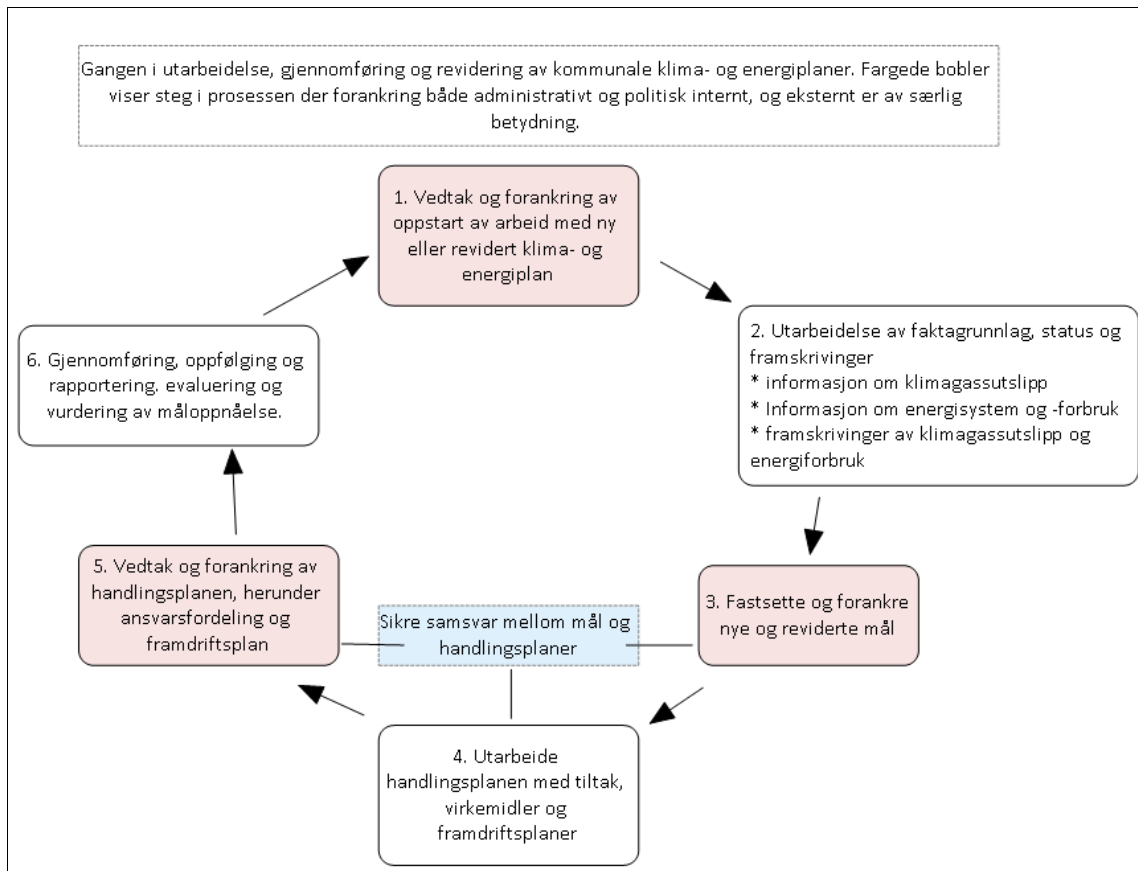 Gangen i utarbeidelse, gjennomføring og revidering av kommunale klima- og energiplaner. Fargede bobler
viser steg i prosessen der forankring både administrativt og politisk internt, og eksternt er av særlig
betydning.
1. Vedtak og forankring av
oppstart av arbeid med ny
eller revidert klima- og
energiplan
2. Utarbeidelse av faktagrunnlag, status og
framskrivinger
* informasjon om klimagassutslipp
* Informasjon om energisystem og -forbruk
* framskrivinger av klimagassutslipp og
energiforbruk
3. Fastsette og forankre
nye og reviderte mål
4. Utarbeide
handlingsplanen med tiltak,
virkemidler og
framdriftsplaner
5. Vedtak og forankring av
handlingsplanen, herunder
ansvarsfordeling og
framdriftsplan
6. Gjennomføring, oppfølging og
rapportering. evaluering og
vurdering av måloppnåelse.
Sikre samsvar mellom mål og
handlingsplaner